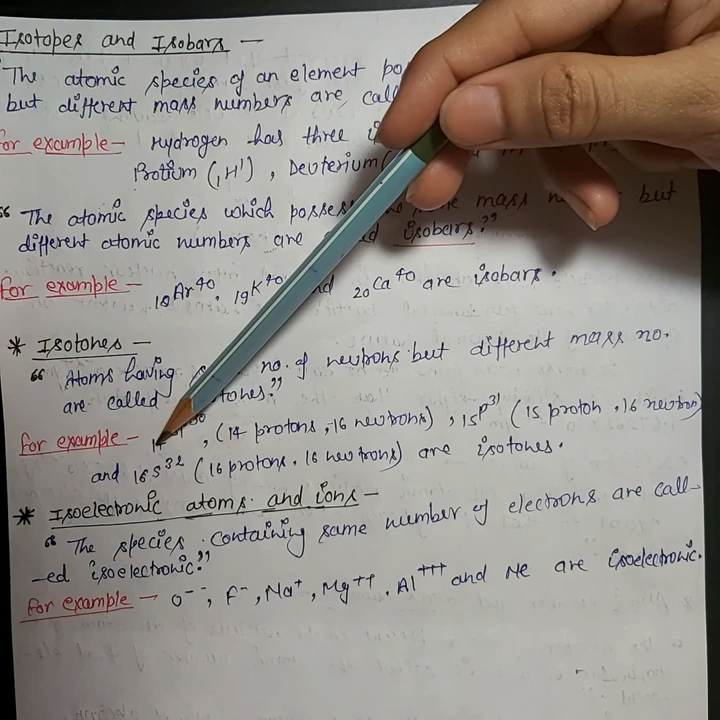 Isotopes and Isobars —
The atomic species of an element
but different mass numbers are
for example— Hydrogen has three
Protium (₁H¹), Deuterium(
“ The atomic species which mass but
different atomic numbers are isobars.”
for example — ₁₈Ar⁴⁰, ₁₉K⁴⁰ ₂₀Ca⁴⁰ are isobars.
* Isotones —
“ Atoms having no. of neutrons but different mass no.
are called
for example — , (14 protons, 16 neutrons), ₁₅P³¹ (15 proton, 16 neutron)
and ₁₆S³² (16 protons, 16 neutrons) are isotones.
* Isoelectronic atoms and ions —
“ The species containing same number of electrons are call-
-ed isoelectronic.”
for example — O⁻⁻, F⁻, Na⁺, Mg⁺⁺, Al⁺⁺⁺ and Ne are isoelectronic.